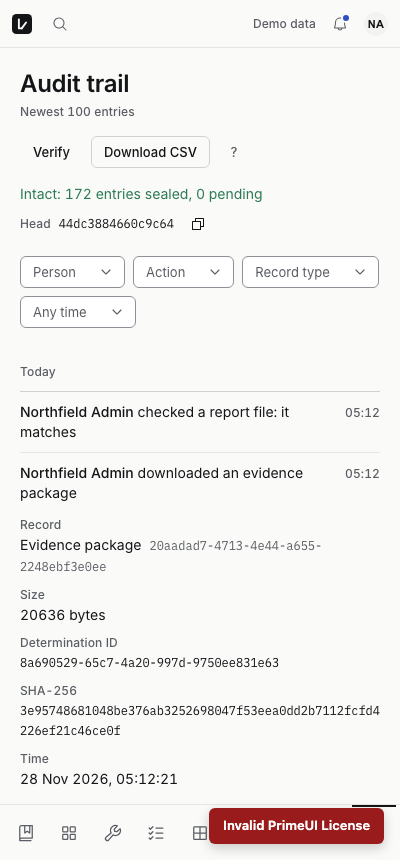 Demo data
NA
Audit trail
Newest 100 entries
Verify
Download CSV
?
Intact: 172 entries sealed, 0 pending
Head 44dc3884660c9c64
Person
Action
Record type
Any time
Today
Northfield Admin checked a report file: it
matches
05:12
Northfield Admin downloaded an evidence
package
05:12
Record
Evidence package 20aadad7-4713-4e44-a655-
2248ebf3e0ee
Size
20636 bytes
Determination ID
8a690529-65c7-4a20-997d-9750ee831e63
SHA-256
3e95748681048be376ab3252698047f53eea0dd2b7112fcfd4
226ef21c46ce0f
Time
28 Nov 2026, 05:12:21
Invalid PrimeUI License